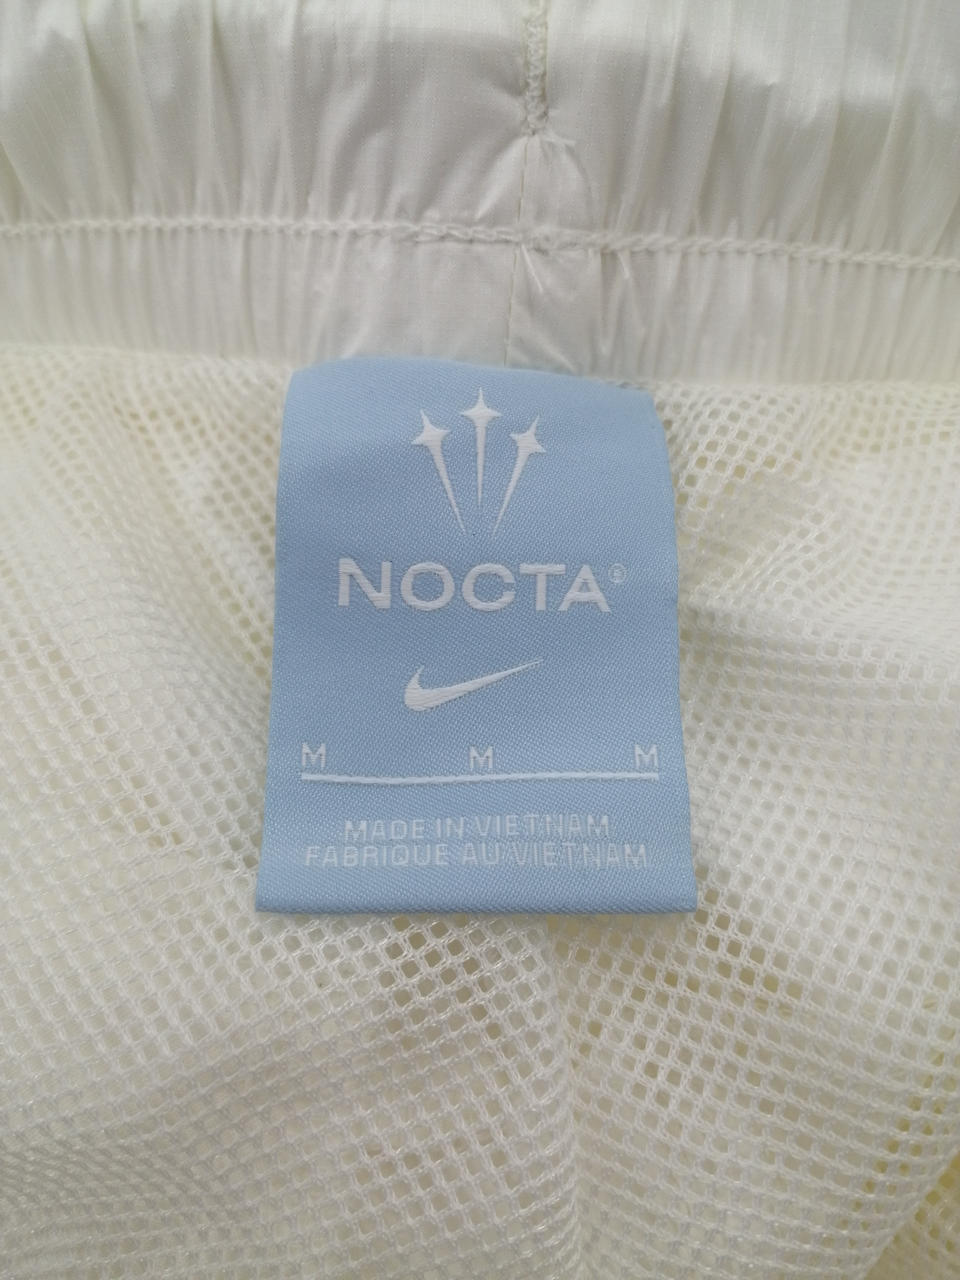 NOCTA®
M M M
MADE IN VIETNAM
FABRIQUE AU VIETNAM